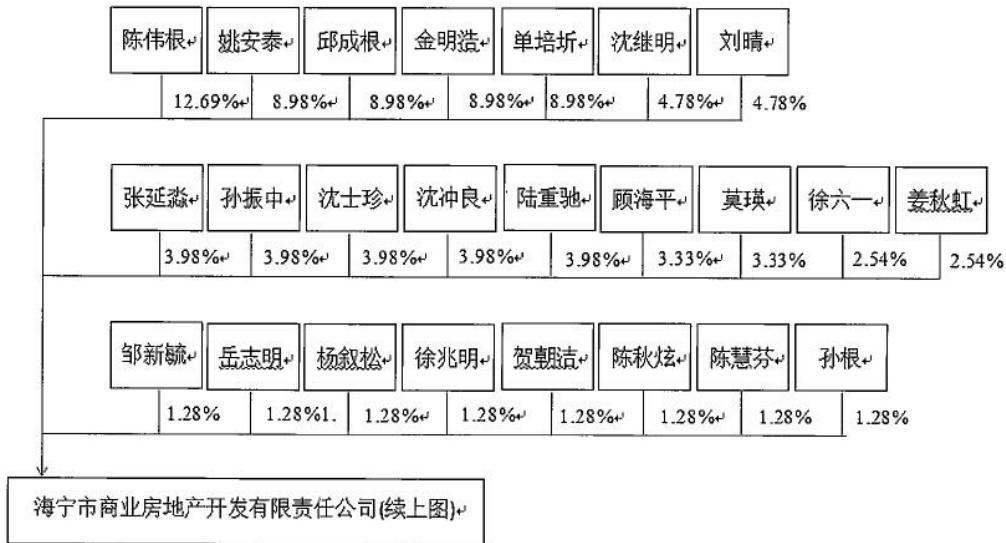 陈伟根 姚安泰 邱成根 金明浩 单培圻 沈继明 刘晴
12.69% 8.98% 8.98% 8.98% 8.98% 4.78% 4.78%
张延淼 孙振中 沈士珍 沈冲良 陆重驰 顾海平 莫瑛 徐六一 姜秋虹
3.98% 3.98% 3.98% 3.98% 3.98% 3.33% 3.33% 2.54% 2.54%
邹新毓 岳志明 杨叙松 徐兆明 贺朝洁 陈秋炫 陈慧芬 孙根
1.28% 1.28%1. 1.28% 1.28% 1.28% 1.28% 1.28% 1.28%
海宁市商业房地产开发有限责任公司(续上图)